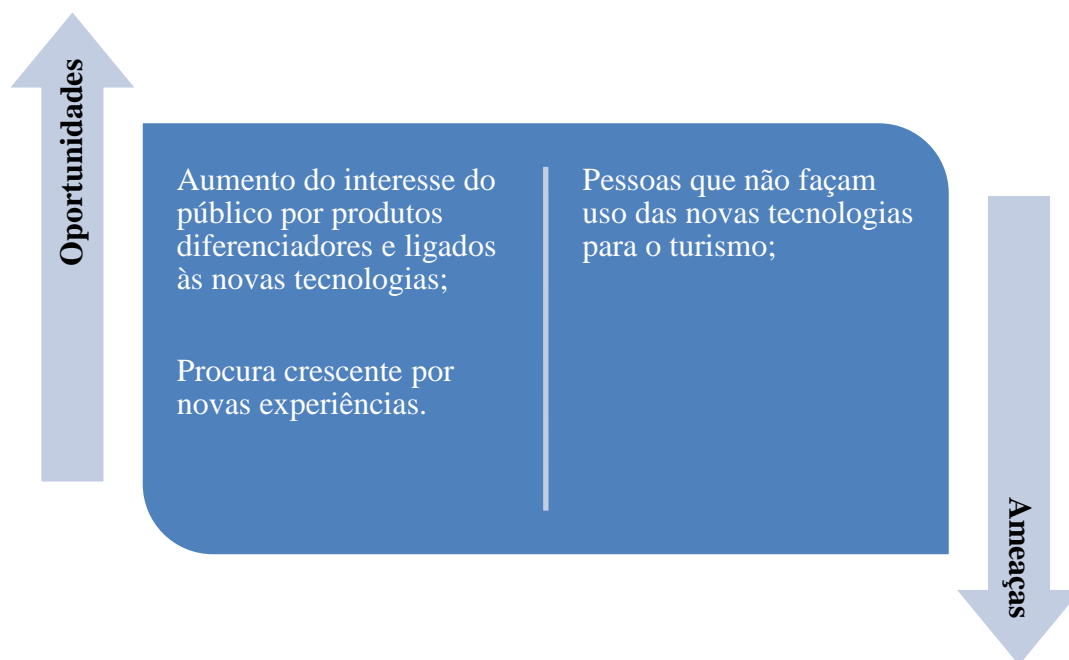 Oportunidades
Aumento do interesse do
público por produtos
diferenciadores e ligados
às novas tecnologias;
Procura crescente por
novas experiências.
Pessoas que não façam
uso das novas tecnologias
para o turismo;
Ameaças